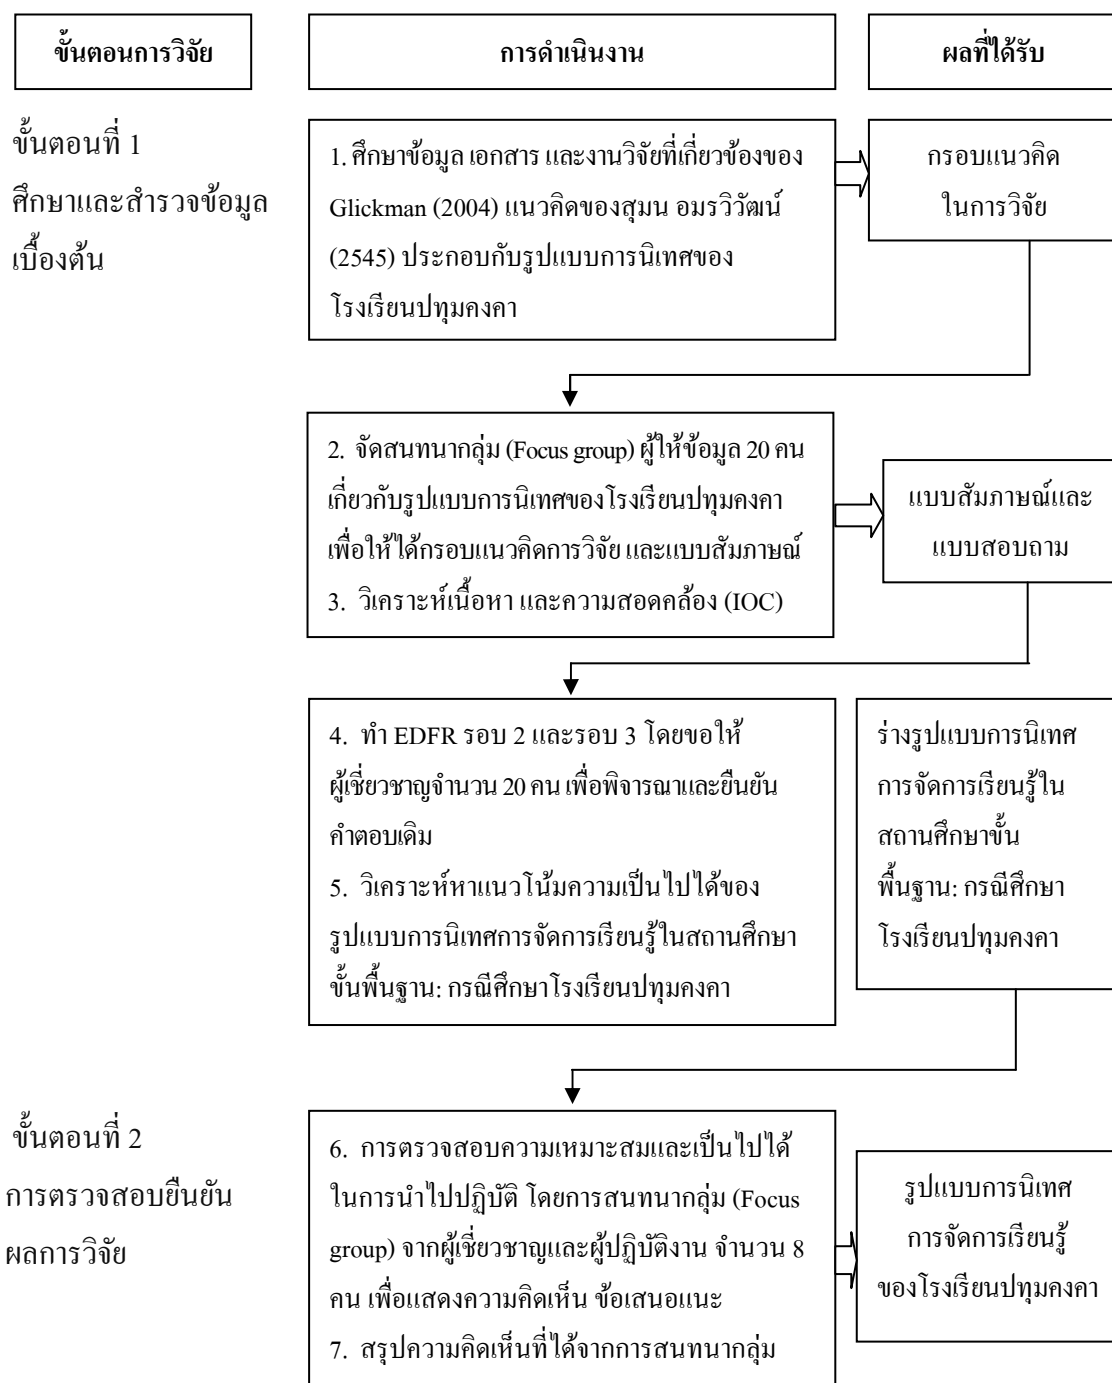 ขั้นตอนการวิจัย
การดำเนินงาน
ผลที่ได้รับ
ขั้นตอนที่ 1
ศึกษาและสำรวจข้อมูล
เบื้องต้น
1. ศึกษาข้อมูล เอกสาร และงานวิจัยที่เกี่ยวข้องของ
Glickman (2004) แนวคิดของสุมน อมรวิวัฒน์
(2545) ประกอบกับรูปแบบการนิเทศของ
โรงเรียนปทุมคงคา
กรอบแนวคิด
ในการวิจัย
2. จัดสนทนากลุ่ม (Focus group) ผู้ให้ข้อมูล 20 คน
เกี่ยวกับรูปแบบการนิเทศของโรงเรียนปทุมคงคา
เพื่อให้ได้กรอบแนวคิดการวิจัย และแบบสัมภาษณ์
3. วิเคราะห์เนื้อหา และความสอดคล้อง (IOC)
แบบสัมภาษณ์และ
แบบสอบถาม
4. ทำ EDFR รอบ 2 และรอบ 3 โดยขอให้
ผู้เชี่ยวชาญจำนวน 20 คน เพื่อพิจารณาและยืนยัน
คำตอบเดิม
5. วิเคราะห์หาแนวโน้มความเป็นไปได้ของ
รูปแบบการนิเทศการจัดการเรียนรู้ในสถานศึกษา
ขั้นพื้นฐาน: กรณีศึกษาโรงเรียนปทุมคงคา
ร่างรูปแบบการนิเทศ
การจัดการเรียนรู้ใน
สถานศึกษาขั้น
พื้นฐาน: กรณีศึกษา
โรงเรียนปทุมคงคา
ขั้นตอนที่ 2
การตรวจสอบยืนยัน
ผลการวิจัย
6. การตรวจสอบความเหมาะสมและเป็นไปได้
ในการนำไปปฏิบัติ โดยการสนทนากลุ่ม (Focus
group) จากผู้เชี่ยวชาญและผู้ปฏิบัติงาน จำนวน 8
คน เพื่อแสดงความคิดเห็น ข้อเสนอแนะ
7. สรุปความคิดเห็นที่ได้จากการสนทนากลุ่ม
รูปแบบการนิเทศ
การจัดการเรียนรู้
ของโรงเรียนปทุมคงคา